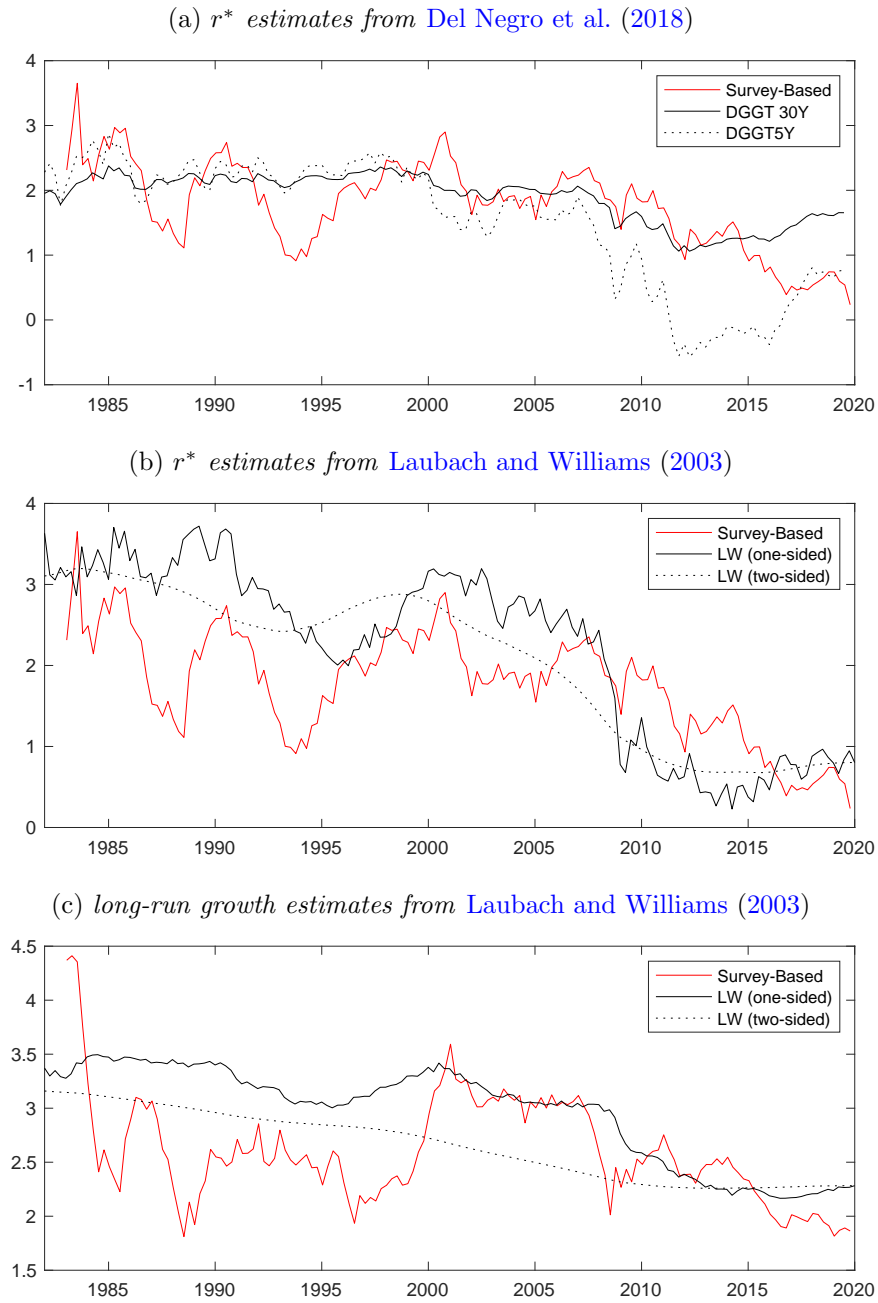 (a) r* estimates from Del Negro et al. (2018)
4
3
2
1
0
-1
Survey-Based
DGGT 30Y
DGGT5Y
1985 1990 1995 2000 2005 2010 2015 2020
(b) r* estimates from Laubach and Williams (2003)
4
3
2
1
0
Survey-Based
LW (one-sided)
LW (two-sided)
1985 1990 1995 2000 2005 2010 2015 2020
(c) long-run growth estimates from Laubach and Williams (2003)
4.5
4
3.5
3
2.5
2
1.5
Survey-Based
LW (one-sided)
LW (two-sided)
1985 1990 1995 2000 2005 2010 2015 2020